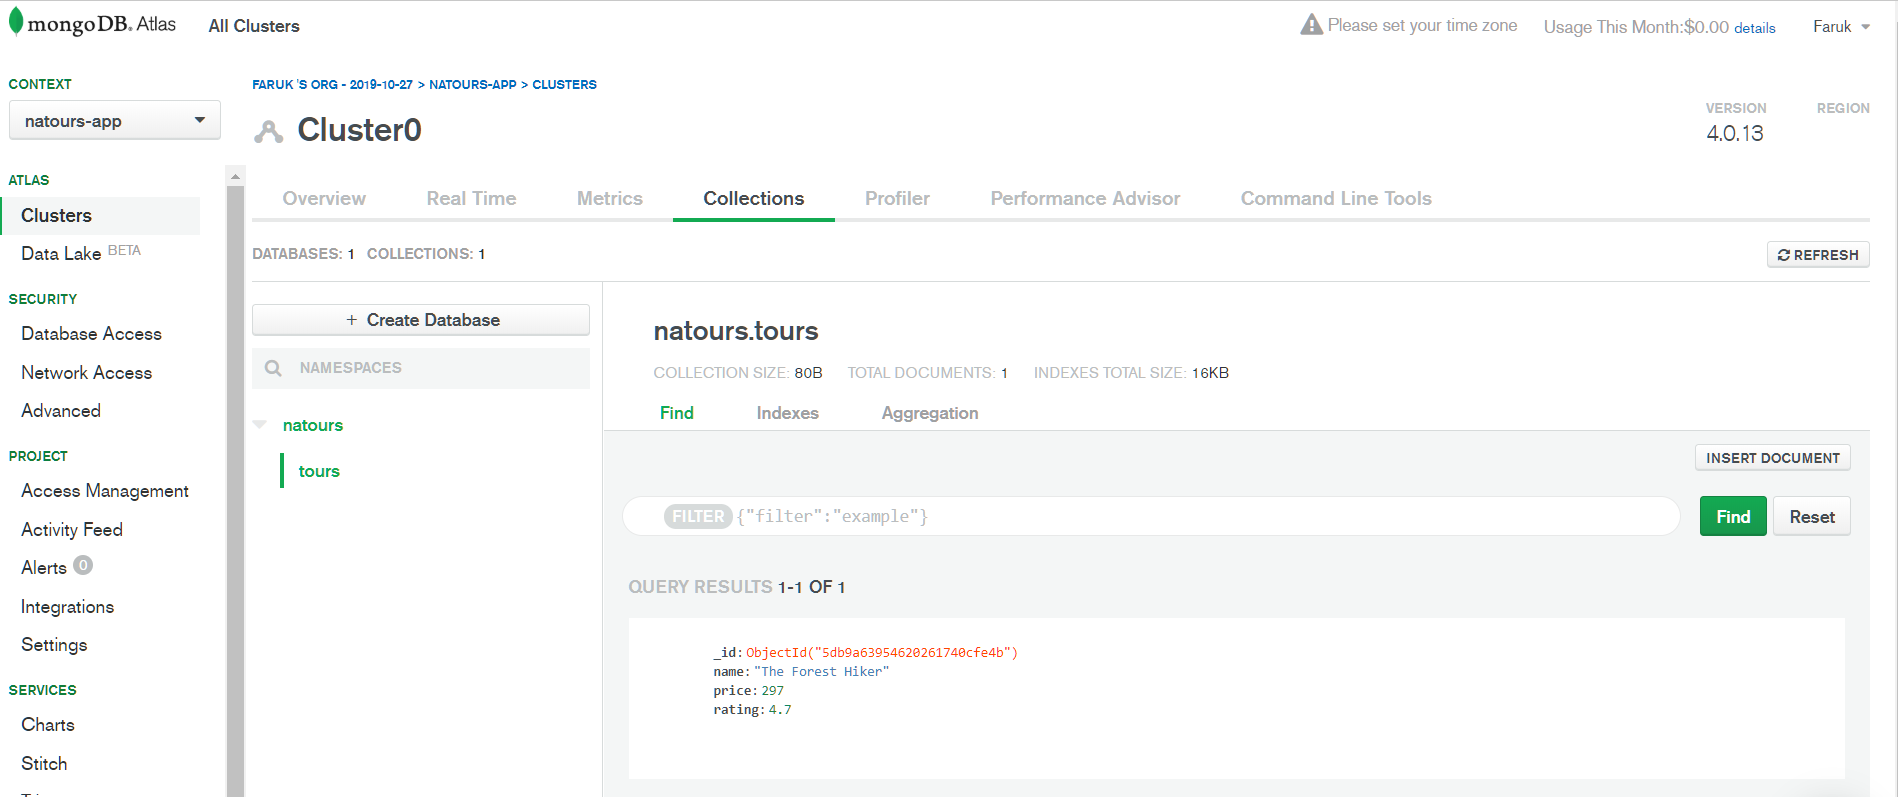 mongoDB. Atlas
All Clusters
Please set your time zone
Usage This Month:$0.00 details
Faruk
CONTEXT
natours-app
ATLAS
Clusters
Data Lake BETA
SECURITY
Database Access
Network Access
Advanced
PROJECT
Access Management
Activity Feed
Alerts 0
Integrations
Settings
SERVICES
Charts
Stitch
FARUK 'S ORG - 2019-10-27 > NATOURS-APP > CLUSTERS
Cluster0
VERSION
4.0.13
REGION
Overview Real Time Metrics Collections Profiler Performance Advisor Command Line Tools
DATABASES: 1 COLLECTIONS: 1
REFRESH
+ Create Database
NAMESPACES
natours
tours
natours.tours
COLLECTION SIZE: 80B TOTAL DOCUMENTS: 1 INDEXES TOTAL SIZE: 16KB
Find Indexes Aggregation
INSERT DOCUMENT
FILTER {"filter":"example"}
Find
Reset
QUERY RESULTS 1-1 OF 1
_id: ObjectId("5db9a63954620261740cfe4b")
name: "The Forest Hiker"
price: 297
rating: 4.7